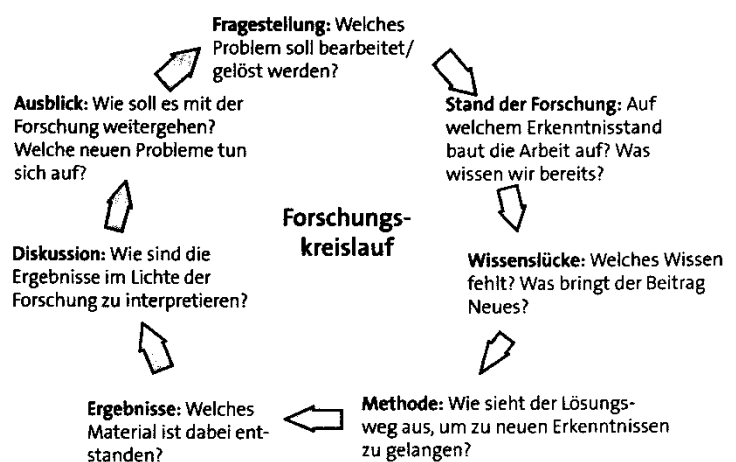 Fragestellung: Welches
Problem soll bearbeitet/
gelöst werden?
Stand der Forschung: Auf
welchem Erkenntnisstand
baut die Arbeit auf? Was
wissen wir bereits?
Wissenslücke: Welches Wissen
fehlt? Was bringt der Beitrag
Neues?
Methode: Wie sieht der Lösungs-
weg aus, um zu neuen Erkenntnissen
zu gelangen?
Ergebnisse: Welches
Material ist dabei ent-
standen?
Diskussion: Wie sind die
Ergebnisse im Lichte der
Forschung zu interpretieren?
Ausblick: Wie soll es mit der
Forschung weitergehen?
Welche neuen Probleme tun
sich auf?
Forschungs-
kreislauf